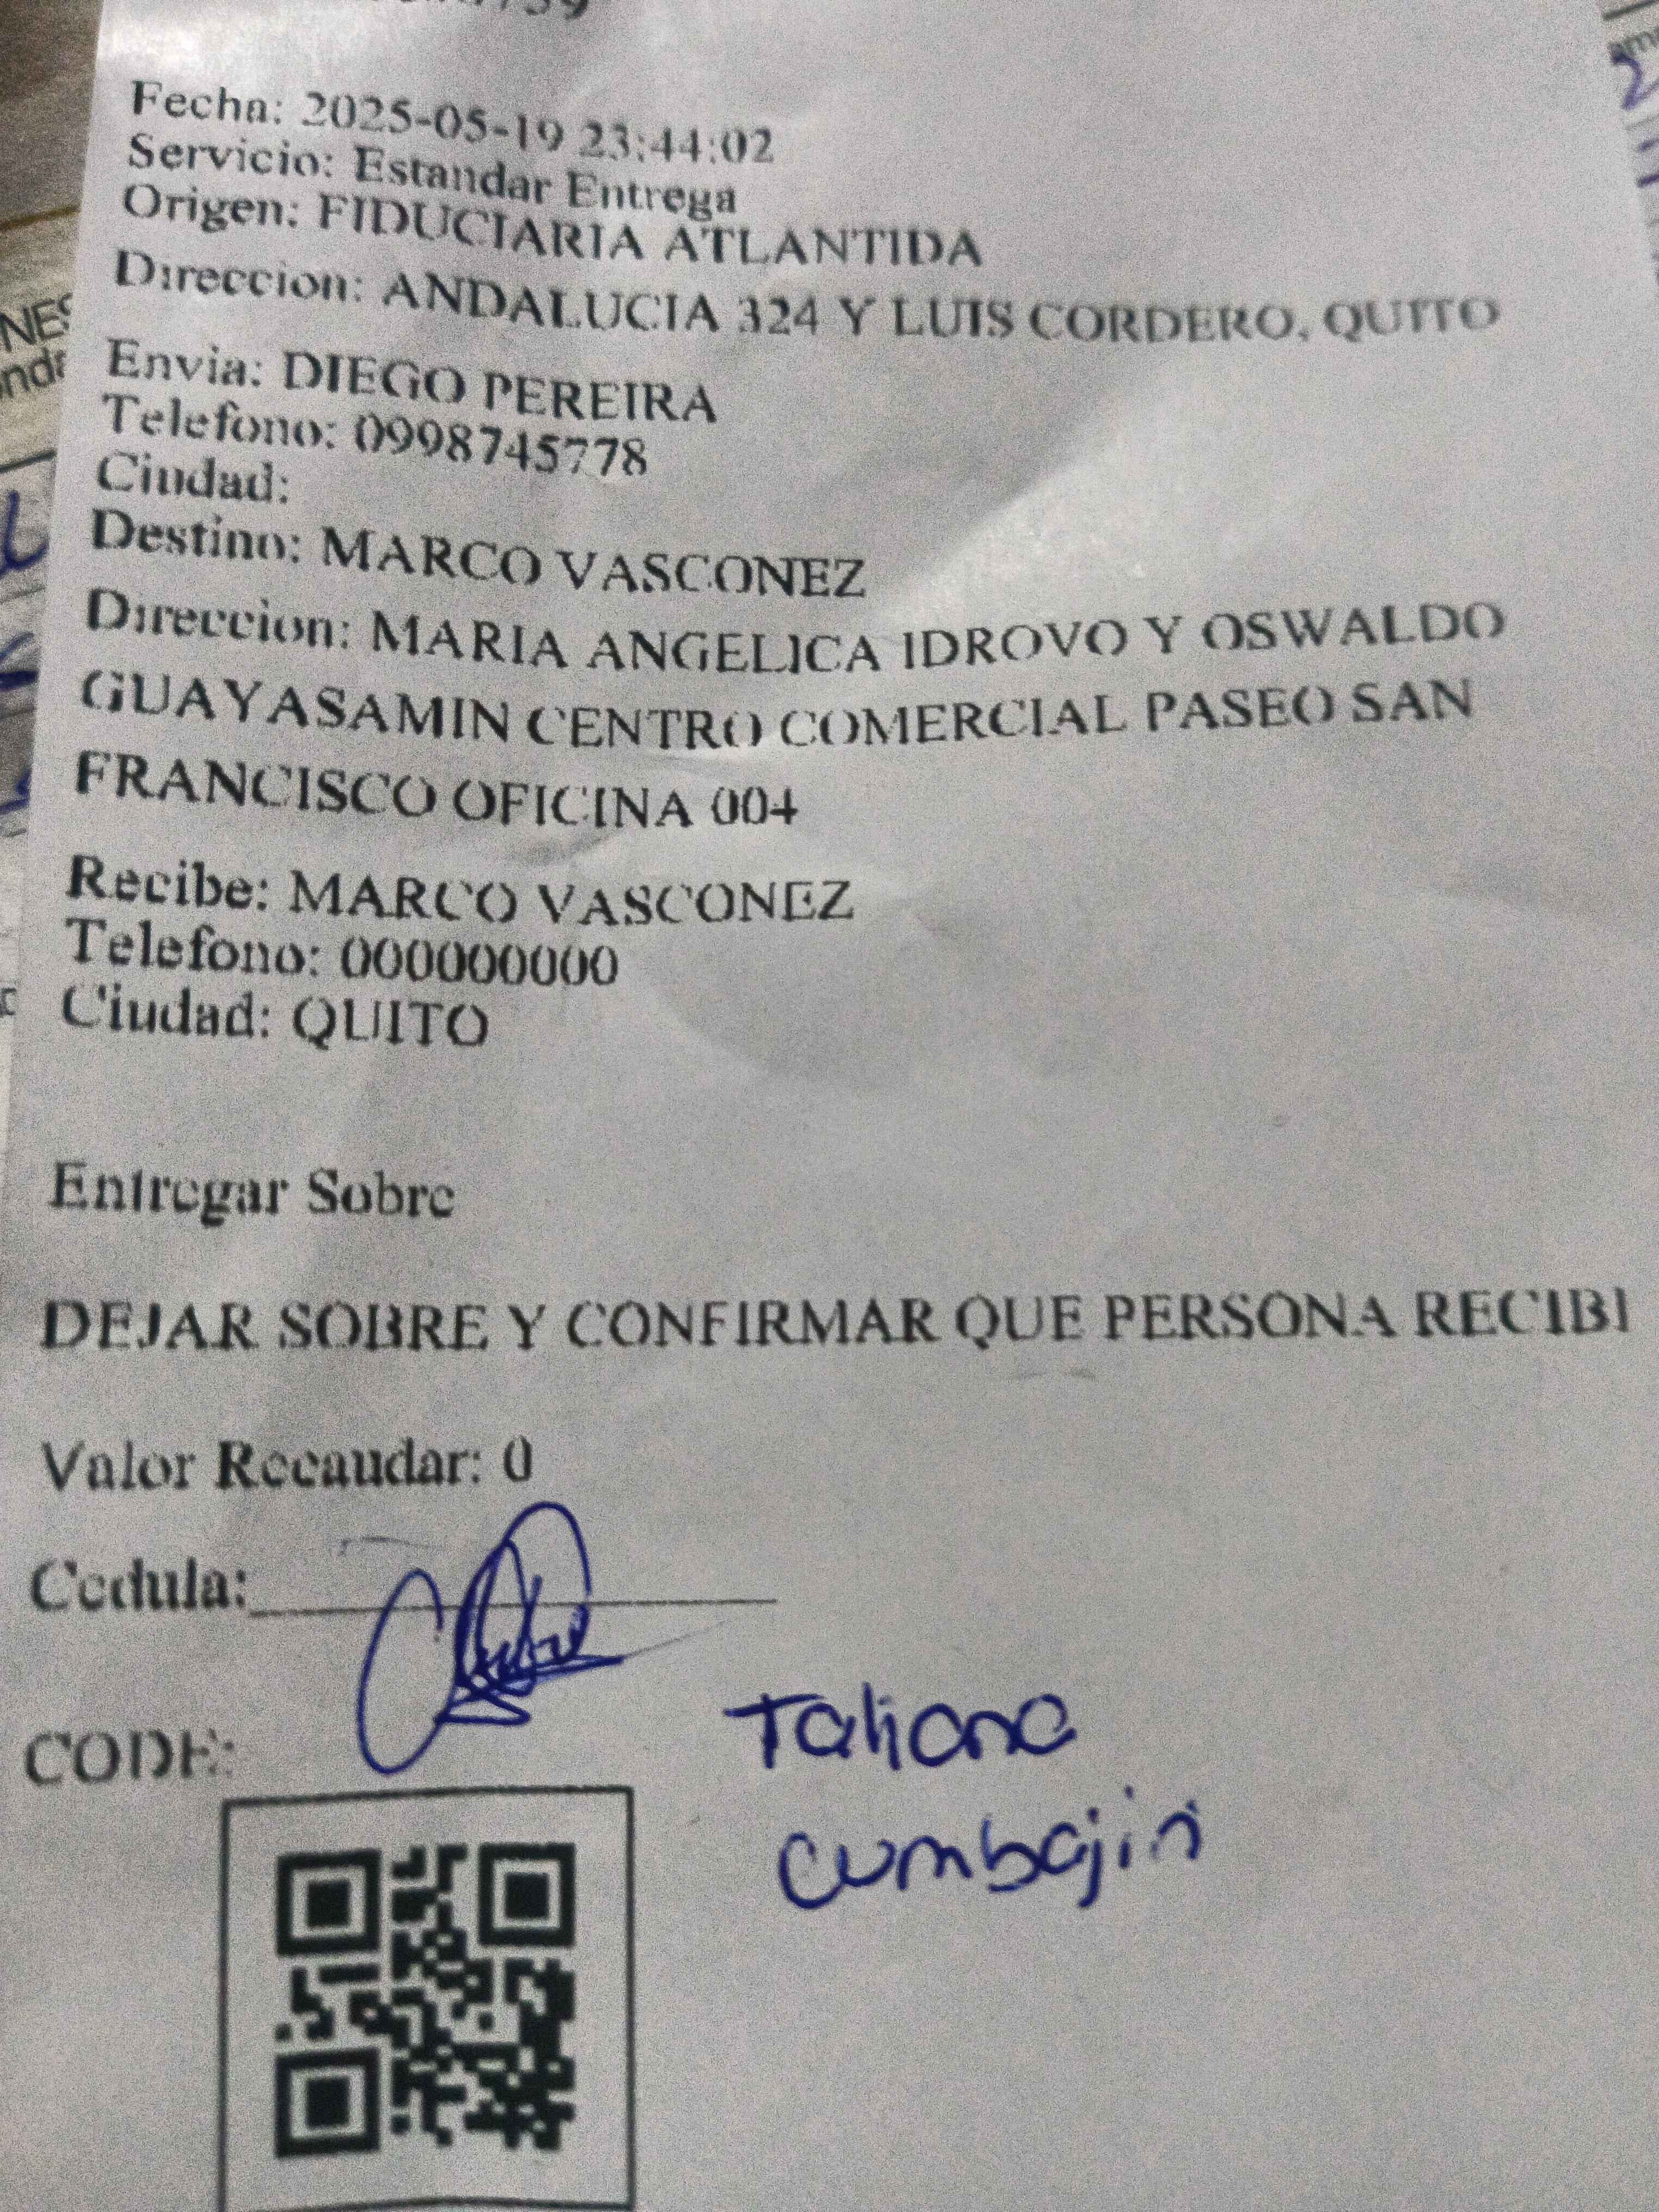 Fecha: 2025-05-19 23:44:02
Servicio: Estandar Entrega
Origen: FIDUCIARIA ATLANTIDA
Direccion: ANDALUCIA 324 Y LUIS CORDERO, QUITO
Envia: DIEGO PEREIRA
Telefono: 0998745778
Ciudad:
Destino: MARCO VASCONEZ
Direccion: MARIA ANGELICA IDROVO Y OSWALDO
GUAYASAMIN CENTRO COMERCIAL PASEO SAN
FRANCISCO OFICINA 004
Recibe: MARCO VASCONEZ
Telefono: 000000000
Ciudad: QUITO
Entregar Sobre
DEJAR SOBRE Y CONFIRMAR QUE PERSONA RECIBI
Valor Recaudar: 0
Cedula:
CODE:
Tatiana
Cumbajin